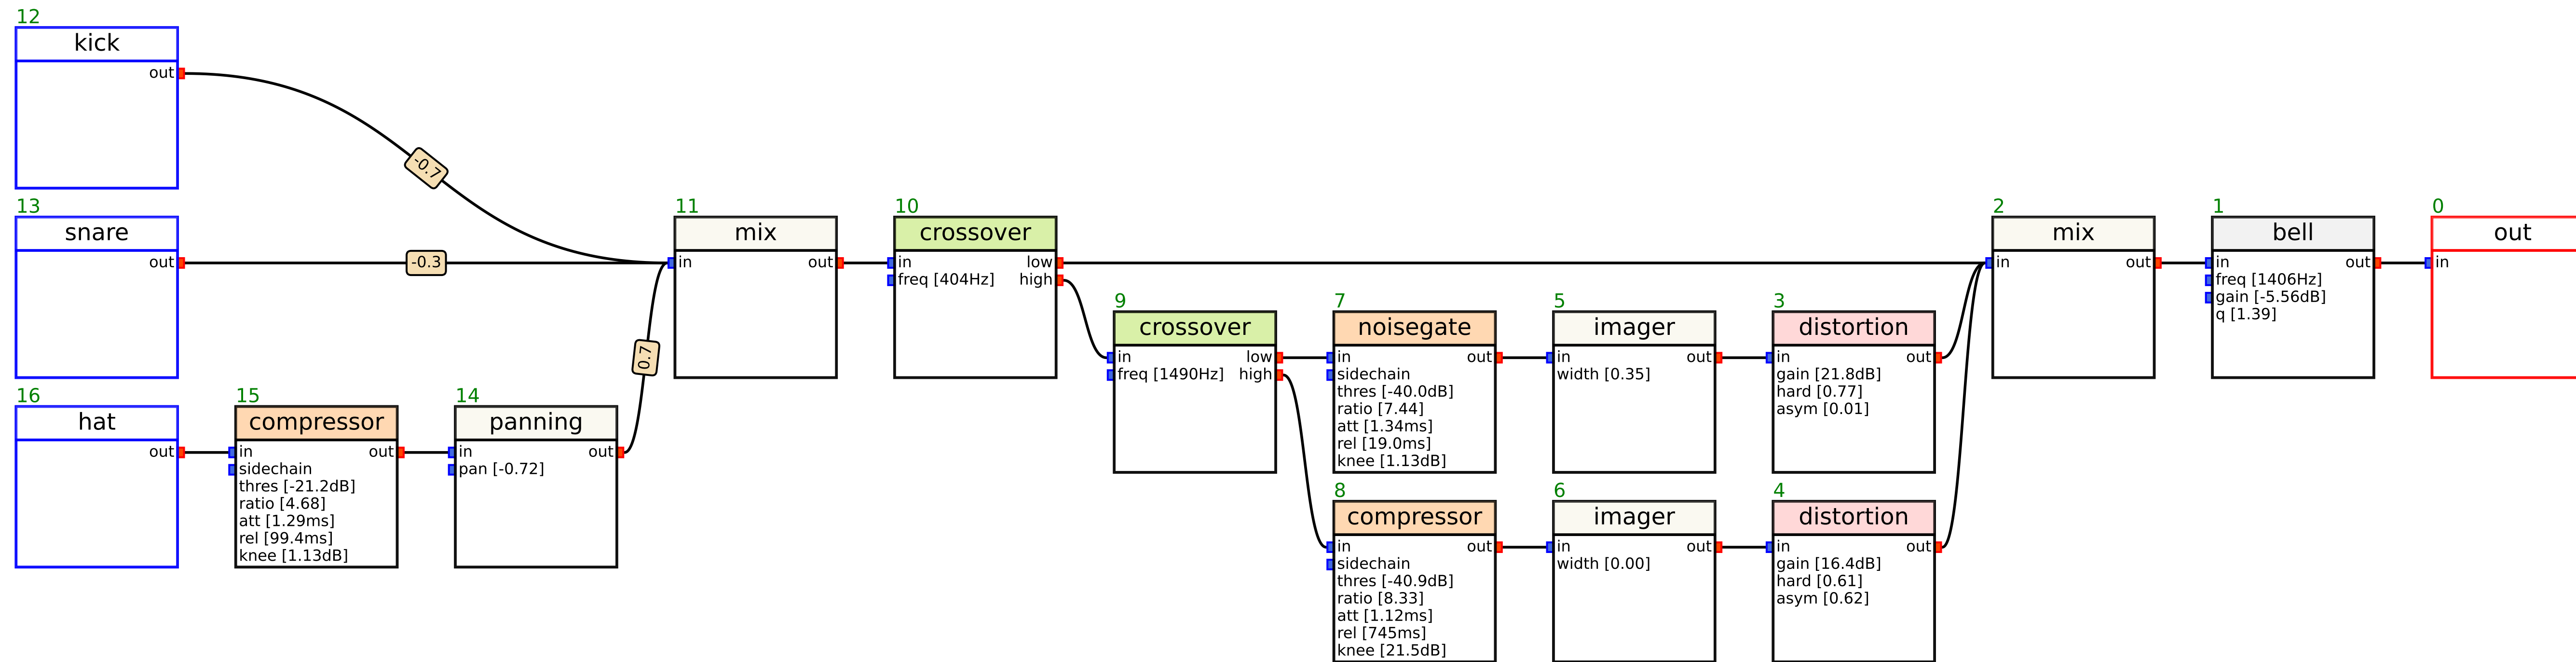 12
kick
out
-0.7
13
snare
out
-0.3
16
hat
out
15
compressor
in out
sidechain
thres [-21.2dB]
ratio [4.68]
att [1.29ms]
rel [99.4ms]
knee [1.13dB]
14
panning
in out
pan [-0.72]
0.7
11
mix
in out
10
crossover
in low
freq [404Hz] high
9
crossover
in low
freq [1490Hz] high
7
noisegate
in out
sidechain
thres [-40.0dB]
ratio [7.44]
att [1.34ms]
rel [19.0ms]
knee [1.13dB]
8
compressor
in out
sidechain
thres [-40.9dB]
ratio [8.33]
att [1.12ms]
rel [745ms]
knee [21.5dB]
5
imager
in out
width [0.35]
6
imager
in out
width [0.00]
3
distortion
in out
gain [21.8dB]
hard [0.77]
asym [0.01]
4
distortion
in out
gain [16.4dB]
hard [0.61]
asym [0.62]
2
mix
in out
1
bell
in out
freq [1406Hz]
gain [-5.56dB]
q [1.39]
0
out
in